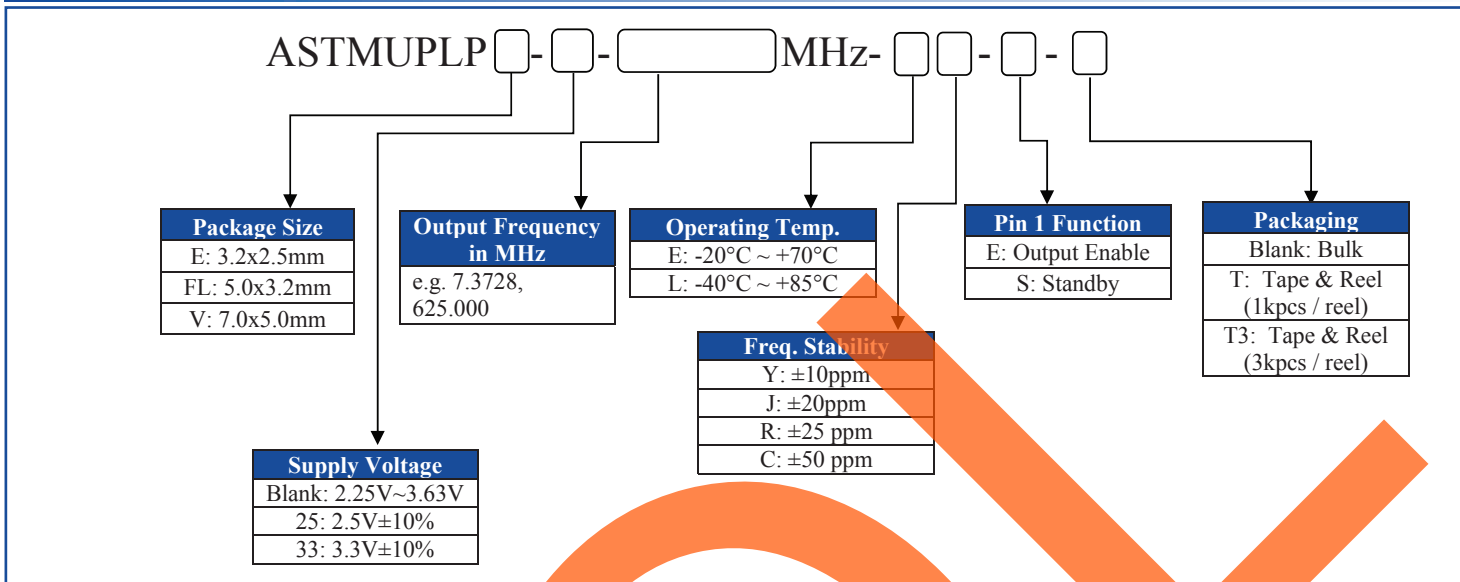 ASTMUPLP - - MHz- - -
Package Size
E: 3.2x2.5mm
FL: 5.0x3.2mm
V: 7.0x5.0mm
Output Frequency
in MHz
e.g. 7.3728,
625.000
Operating Temp.
E: -20°C ~ +70°C
L: -40°C ~ +85°C
Pin 1 Function
E: Output Enable
S: Standby
Packaging
Blank: Bulk
T: Tape & Reel
(1kpcs / reel)
T3: Tape & Reel
(3kpcs / reel)
Freq. Stability
Y: ±10ppm
J: ±20ppm
R: ±25 ppm
C: ±50 ppm
Supply Voltage
Blank: 2.25V~3.63V
25: 2.5V±10%
33: 3.3V±10%